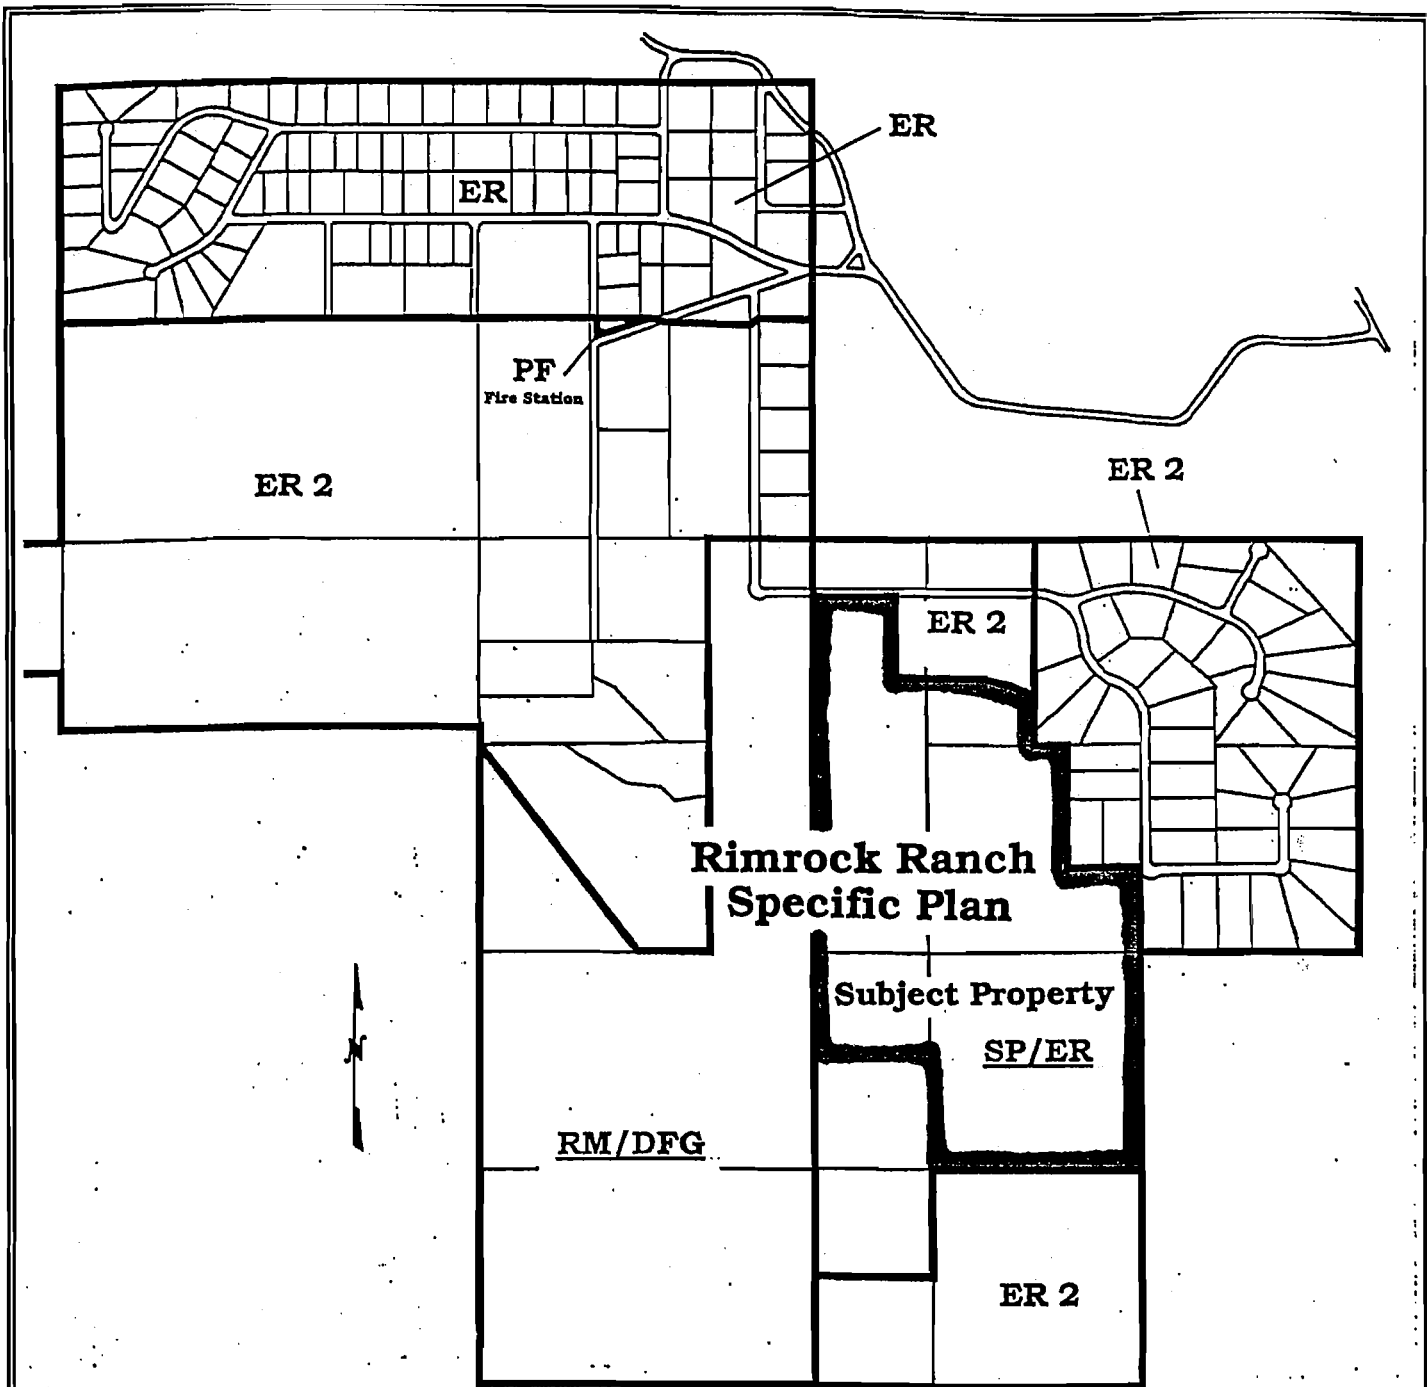 ER
ER
PF
Fire Station
ER 2
ER 2
ER 2
Rimrock Ranch
Specific Plan
Subject Property
SP/ER
N
RM/DFG
ER 2